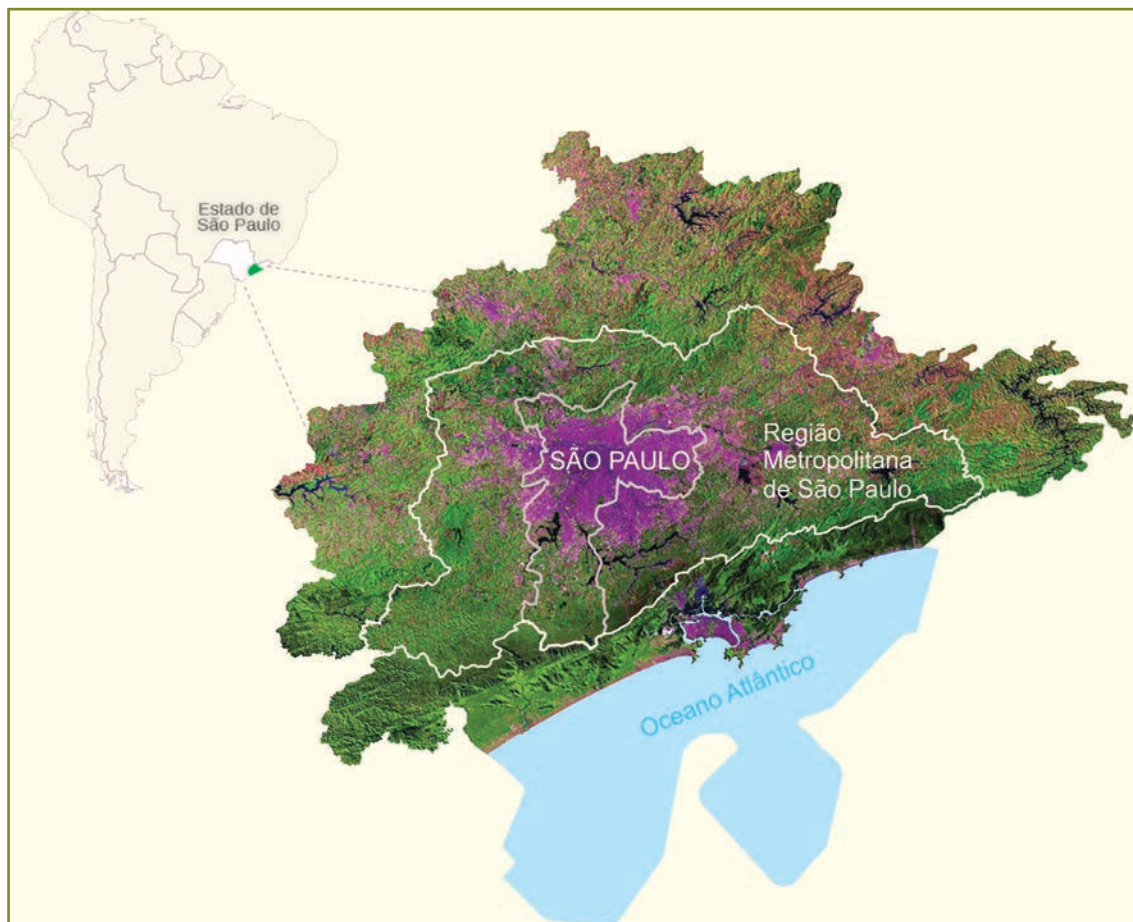 Estado de
São Paulo
SÃO PAULO
Região
Metropolitana
de São Paulo
Oceano Atlântico